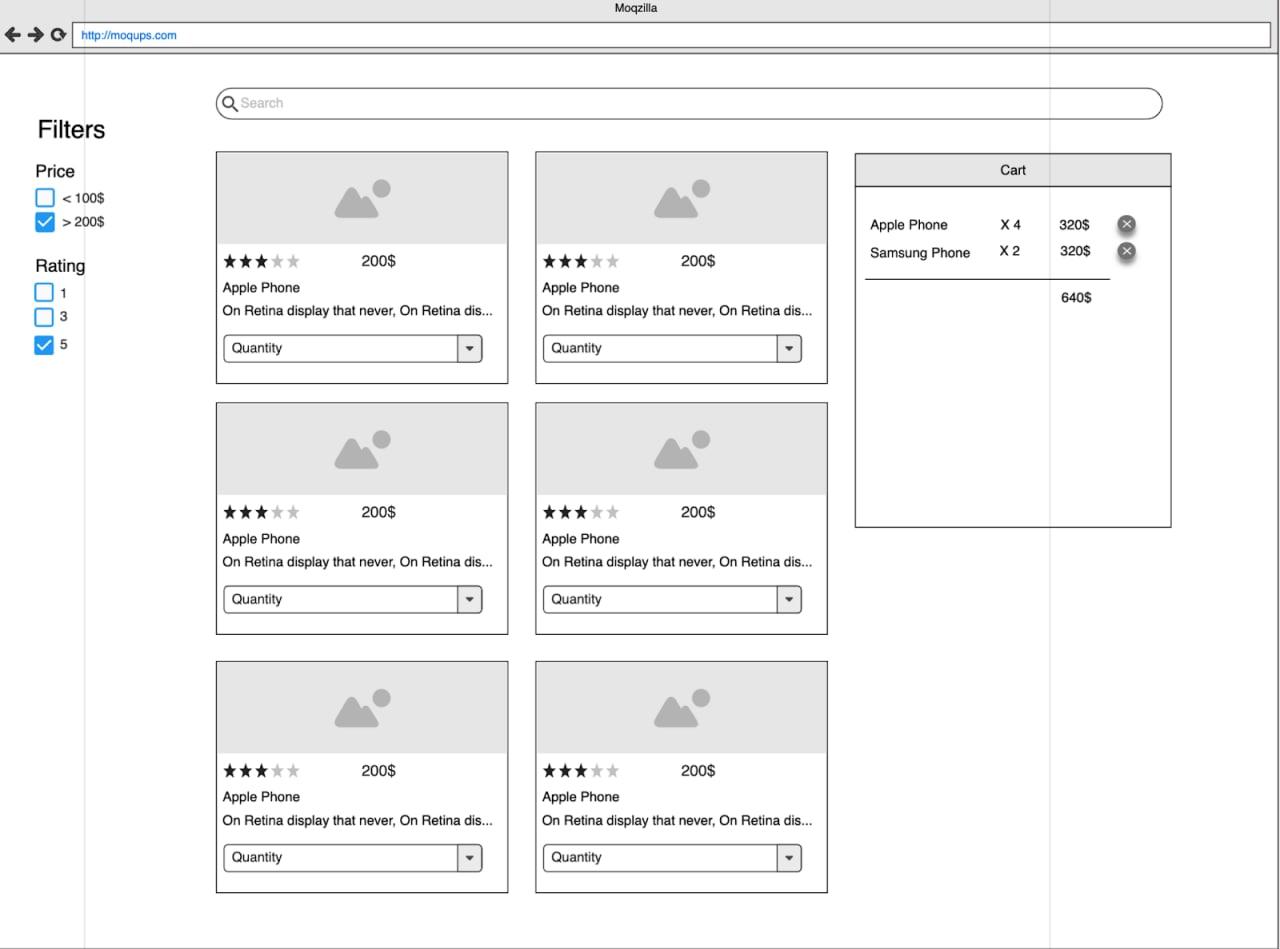 Moqzilla
http://moqups.com
Search
Filters
Price
< 100$
> 200$
Rating
1
3
5
200$
Apple Phone
On Retina display that never, On Retina dis...
Quantity
200$
Apple Phone
On Retina display that never, On Retina dis...
Quantity
Cart
Apple Phone X 4 320$
Samsung Phone X 2 320$
640$
200$
Apple Phone
On Retina display that never, On Retina dis...
Quantity
200$
Apple Phone
On Retina display that never, On Retina dis...
Quantity
200$
Apple Phone
On Retina display that never, On Retina dis...
Quantity
200$
Apple Phone
On Retina display that never, On Retina dis...
Quantity